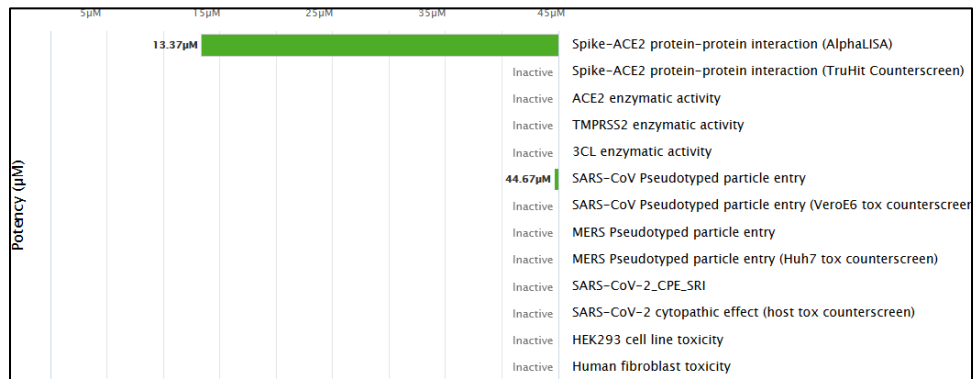 5µM 15µM 25µM 35µM 45µM
13.37µM Spike-ACE2 protein-protein interaction (AlphaLISA)
Inactive Spike-ACE2 protein-protein interaction (TruHit Counterscreen)
Inactive ACE2 enzymatic activity
Inactive TMPRSS2 enzymatic activity
Inactive 3CL enzymatic activity
44.67µM SARS-CoV Pseudotyped particle entry
Inactive SARS-CoV Pseudotyped particle entry (VeroE6 tox counterscreen
Inactive MERS Pseudotyped particle entry
Inactive MERS Pseudotyped particle entry (Huh7 tox counterscreen)
Inactive SARS-CoV-2_CPE_SRI
Inactive SARS-CoV-2 cytopathic effect (host tox counterscreen)
Inactive HEK293 cell line toxicity
Inactive Human fibroblast toxicity
Potency (µM)